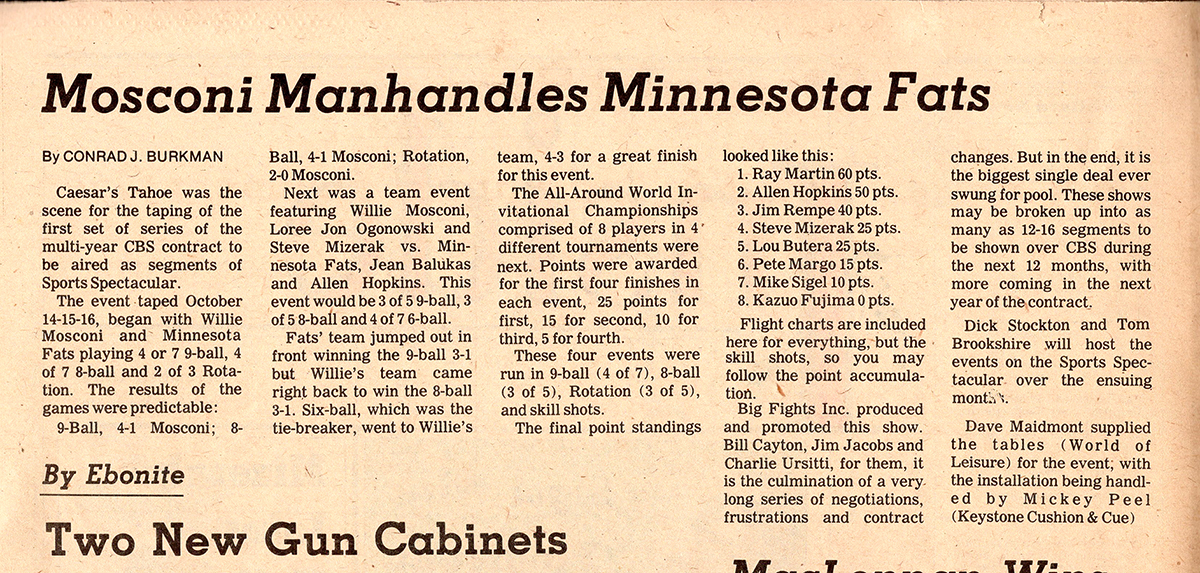 Mosconi Manhandles Minnesota Fats
By CONRAD J. BURKMAN
Caesar's Tahoe was the
scene for the taping of the
first set of series of the
multi-year CBS contract to
be aired as segments of
Sports Spectacular.
The event taped October
14-15-16, began with Willie
Mosconi and Minnesota
Fats playing 4 or 7 9-ball, 4
of 7 8-ball and 2 of 3 Rota-
tion. The results of the
games were predictable:
9-Ball, 4-1 Mosconi; 8-
Ball, 4-1 Mosconi; Rotation,
2-0 Mosconi.
Next was a team event
featuring Willie Mosconi,
Loree Jon Ogonowski and
Steve Mizerak vs. Min-
nesota Fats, Jean Balukas
and Allen Hopkins. This
event would be 3 of 5 9-ball, 3
of 5 8-ball and 4 of 7 6-ball.
Fats' team jumped out in
front winning the 9-ball 3-1
but Willie's team came
right back to win the 8-ball
3-1. Six-ball, which was the
tie-breaker, went to Willie's
team, 4-3 for a great finish
for this event.
The All-Around World In-
vitational Championships
comprised of 8 players in 4
different tournaments were
next. Points were awarded
for the first four finishes in
each event, 25 points for
first, 15 for second, 10 for
third, 5 for fourth.
These four events were
run in 9-ball (4 of 7), 8-ball
(3 of 5), Rotation (3 of 5),
and skill shots.
The final point standings
looked like this:
1. Ray Martin 60 pts.
2. Allen Hopkins 50 pts.
3. Jim Rempe 40 pts.
4. Steve Mizerak 25 pts.
5. Lou Butera 25 pts.
6. Pete Margo 15 pts.
7. Mike Sigel 10 pts.
8. Kazuo Fujima 0 pts.
Flight charts are included
here for everything, but the
skill shots, so you may
follow the point accumula-
tion.
Big Fights Inc. produced
and promoted this show.
Bill Cayton, Jim Jacobs and
Charlie Ursitti, for them, it
is the culmination of a very
long series of negotiations,
frustrations and contract
changes. But in the end, it is
the biggest single deal ever
swung for pool. These shows
may be broken up into as
many as 12-16 segments to
be shown over CBS during
the next 12 months, with
more coming in the next
year of the contract.
Dick Stockton and Tom
Brookshire will host the
events on the Sports Spec-
tacular over the ensuing
Dave Maidmont supplied
the tables (World of
Leisure) for the event; with
the installation being handl-
ed by Mickey Peel
(Keystone Cushion & Cue)
By Ebonite
Two New Gun Cabinets